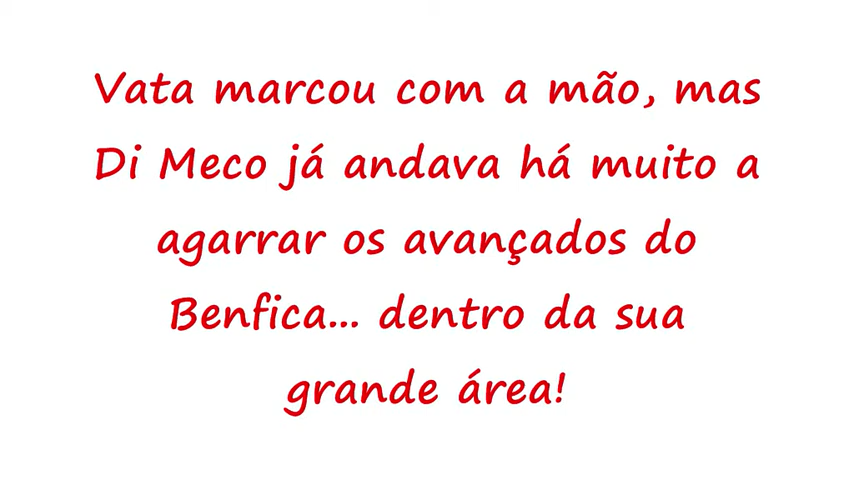 Vata marcou com a mão, mas
Di Meco já andava há muito a
agarrar os avançados do
Benfica... dentro da sua
grande área!